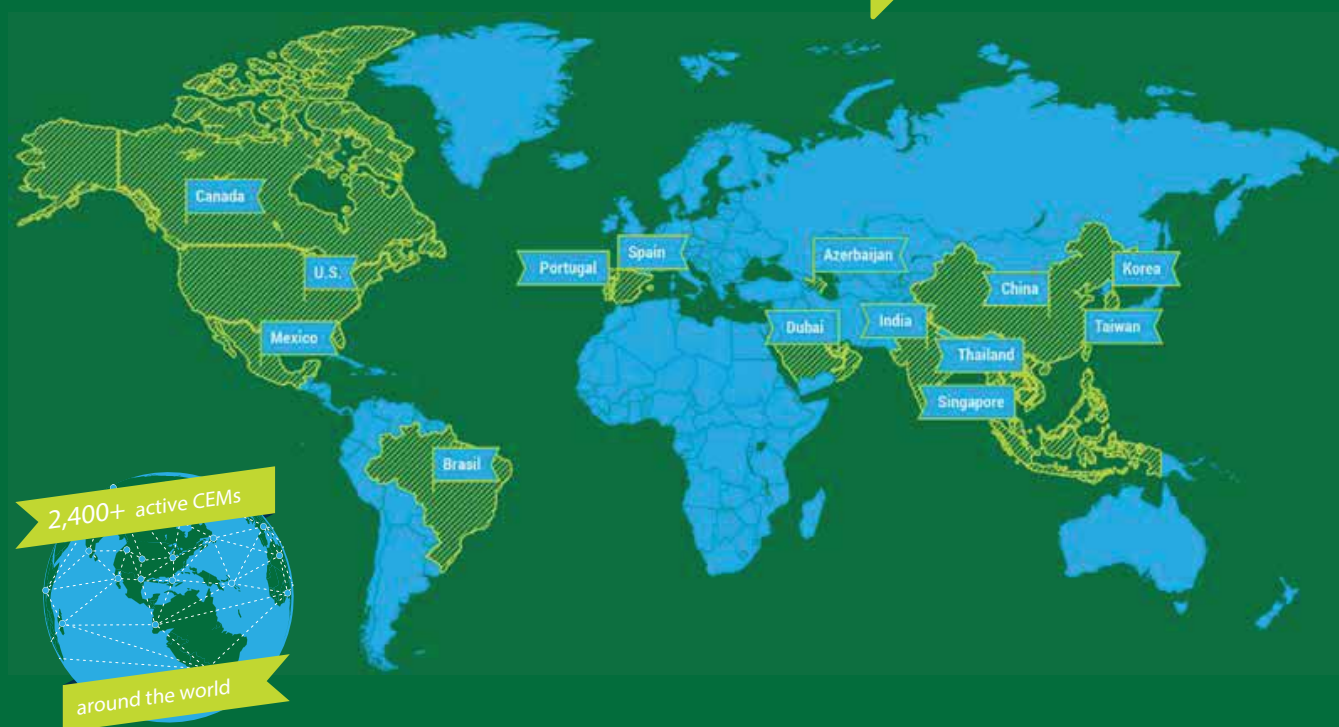 Canada
U.S.
Mexico
Brasil
Portugal
Spain
Azerbaijan
Dubai
India
China
Korea
Taiwan
Thailand
Singapore
2,400+ active CEMs
around the world